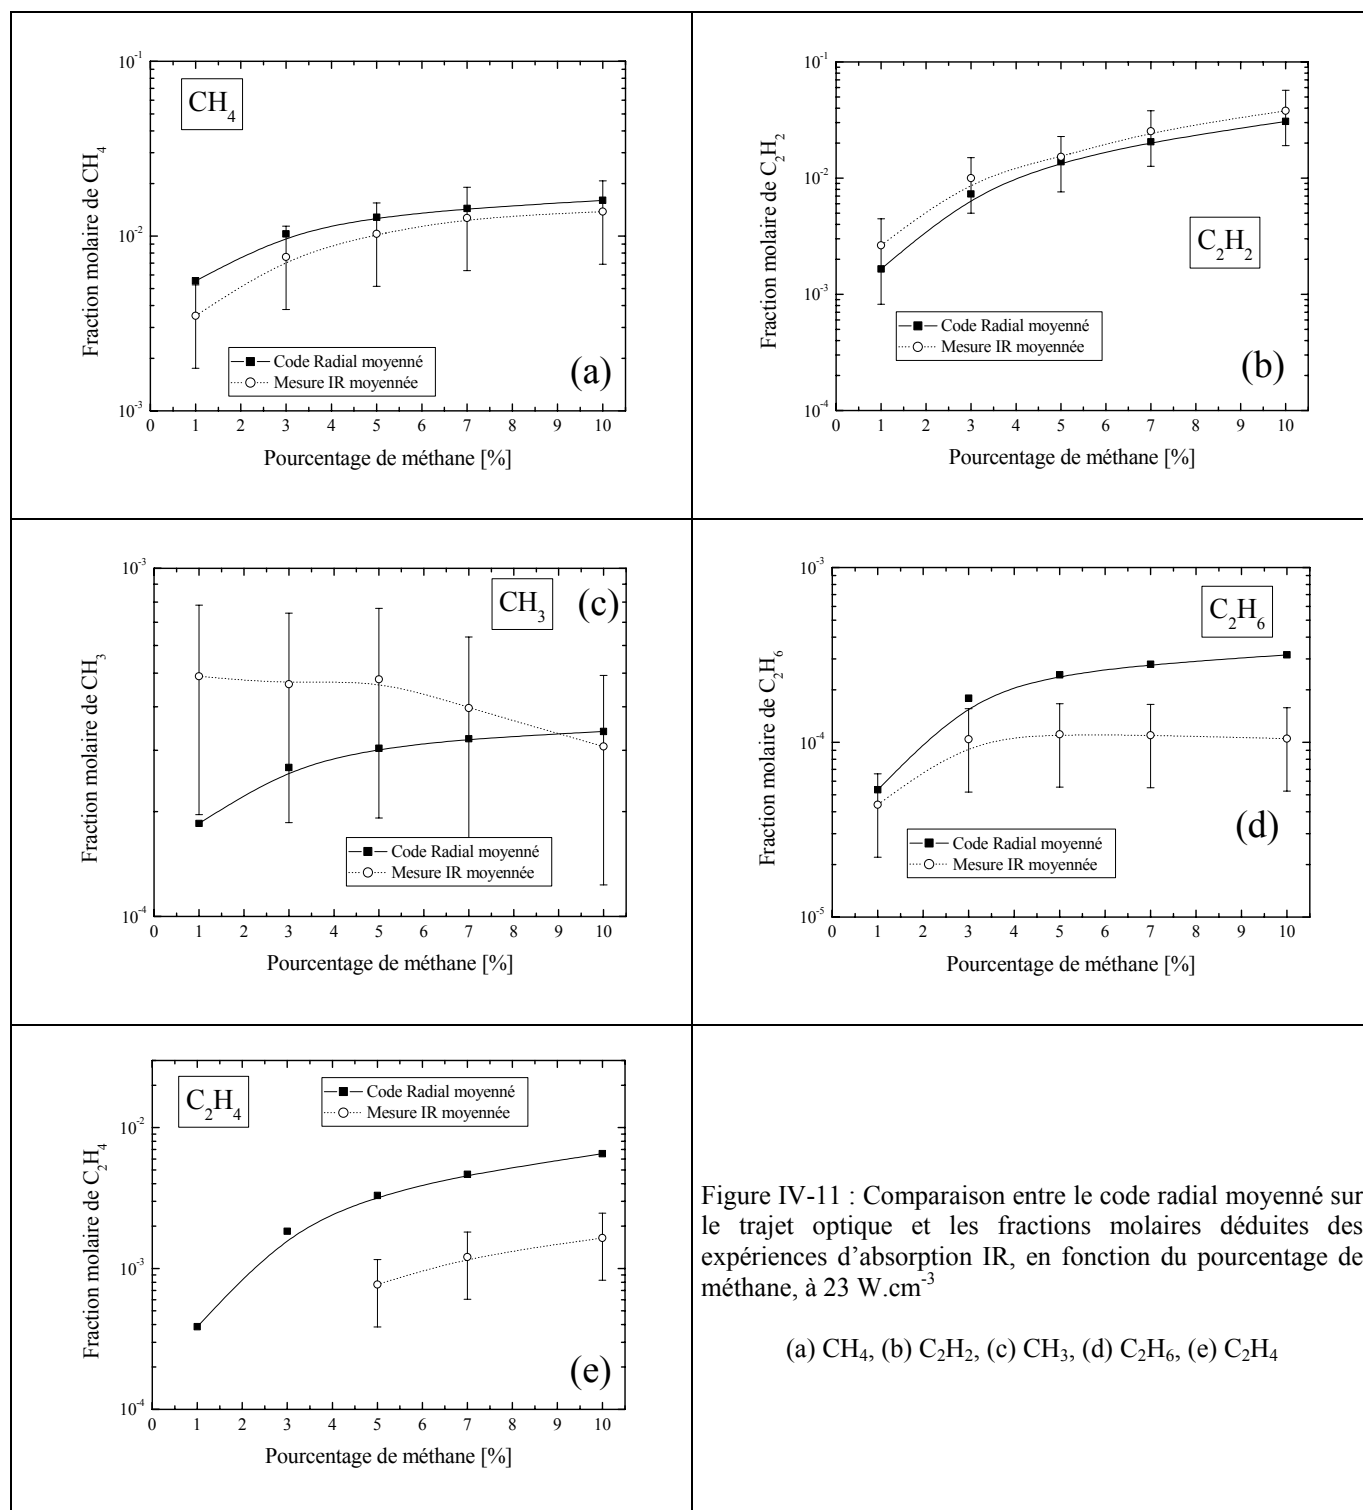 CH4
Fraction molaire de CH4
10-1
10-2
10-3
Code Radial moyenné
Mesure IR moyennée
(a)
0 1 2 3 4 5 6 7 8 9 10
Pourcentage de méthane [%]
Fraction molaire de C2H2
10-1
10-2
10-3
10-4
C2H2
Code Radial moyenné
Mesure IR moyennée
(b)
0 1 2 3 4 5 6 7 8 9 10
Pourcentage de méthane [%]
Fraction molaire de CH3
10-3
10-4
CH3
(c)
Code Radial moyenné
Mesure IR moyennée
0 1 2 3 4 5 6 7 8 9 10
Pourcentage de méthane [%]
Fraction molaire de C2H6
10-3
10-4
10-5
C2H6
(d)
Code Radial moyenné
Mesure IR moyennée
0 1 2 3 4 5 6 7 8 9 10
Pourcentage de méthane [%]
Fraction molaire de C2H4
10-2
10-3
10-4
C2H4
Code Radial moyenné
Mesure IR moyennée
(e)
0 1 2 3 4 5 6 7 8 9 10
Pourcentage de méthane [%]
Figure IV-11 : Comparaison entre le code radial moyenné sur
le trajet optique et les fractions molaires déduites des
expériences d'absorption IR, en fonction du pourcentage de
méthane, à 23 W.cm-3
(a) CH4, (b) C2H2, (c) CH3, (d) C2H6, (e) C2H4